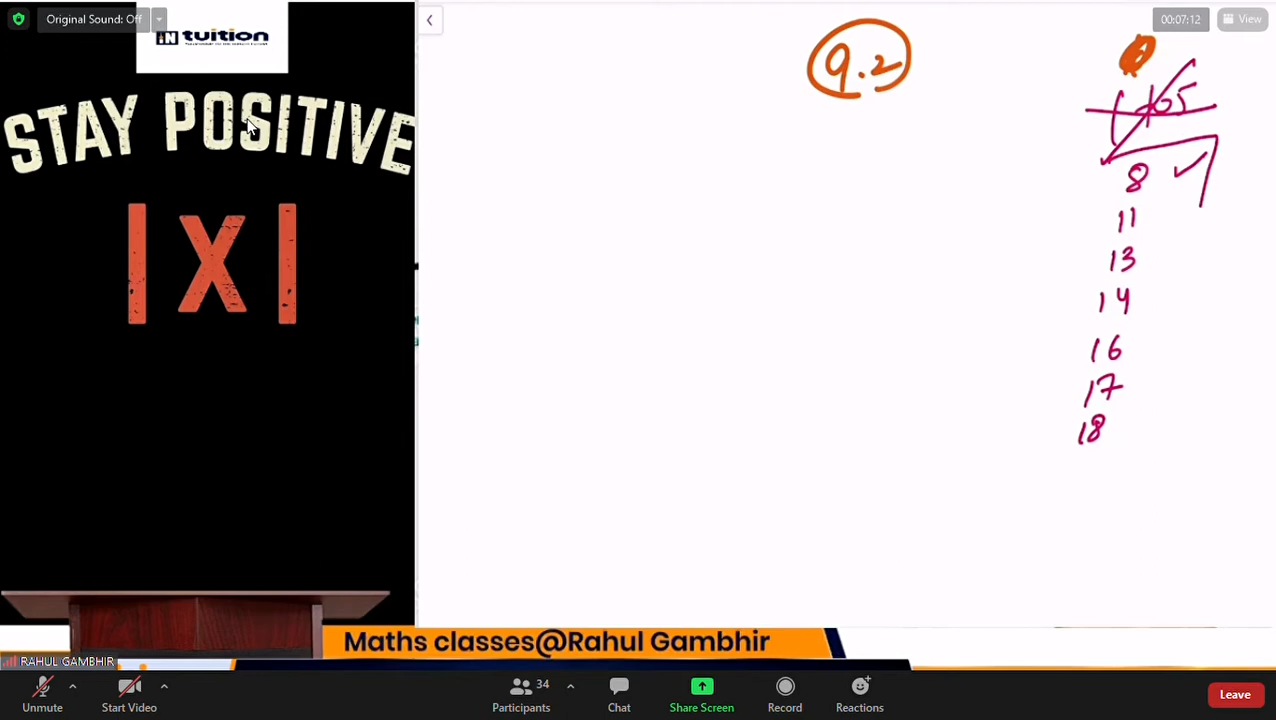 Original Sound: Off
00:07:12
View
iN tuition
STAY POSITIVE
|x|
9.2
8
11
13
14
16
17
18
Maths classes@Rahul Gambhir
RAHUL GAMBHIR
Unmute
Start Video
34
Participants
Chat
Share Screen
Record
Reactions
Leave